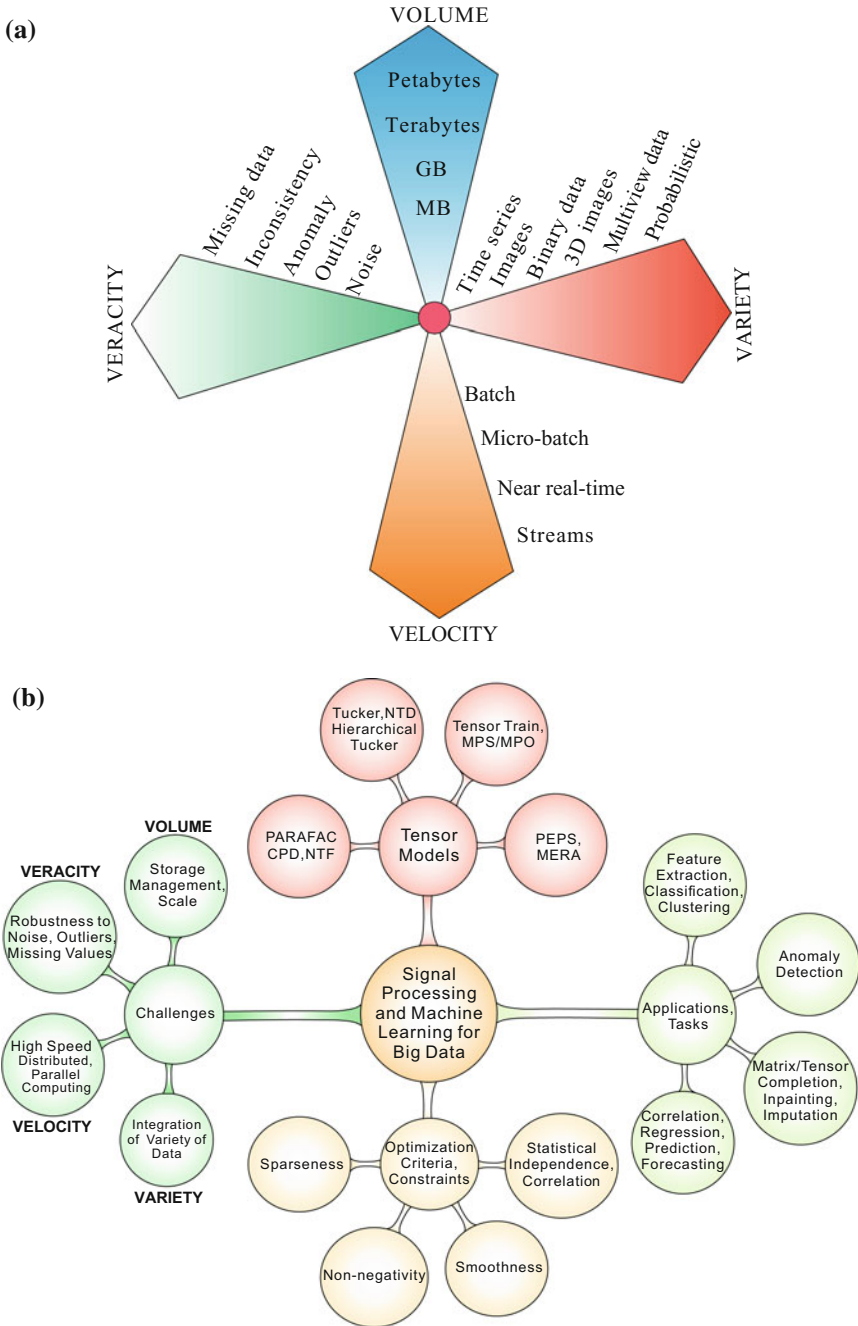 (a)
VOLUME
Petabytes
Terabytes
GB
MB
Missing data
Inconsistency
Anomaly
Outliers
Noise
Time series
Images
Binary data
3D images
Multiview data
Probabilistic
VERACITY
VARIETY
Batch
Micro-batch
Near real-time
Streams
VELOCITY
(b)
Tucker,NTD
Hierarchical
Tucker
Tensor Train,
MPS/MPO
PARAFAC
CPD,NTF
Tensor
Models
PEPS,
MERA
VOLUME
Storage
Management,
Scale
VERACITY
Robustness to
Noise, Outliers,
Missing Values
Challenges
High Speed
Distributed,
Parallel
Computing
VELOCITY
Integration
of Variety of
Data
VARIETY
Signal
Processing
and Machine
Learning for
Big Data
Feature
Extraction,
Classification,
Clustering
Anomaly
Detection
Applications,
Tasks
Matrix/Tensor
Completion,
Inpainting,
Imputation
Correlation,
Regression,
Prediction,
Forecasting
Sparseness
Optimization
Criteria,
Constraints
Statistical
Independence,
Correlation
Non-negativity
Smoothness